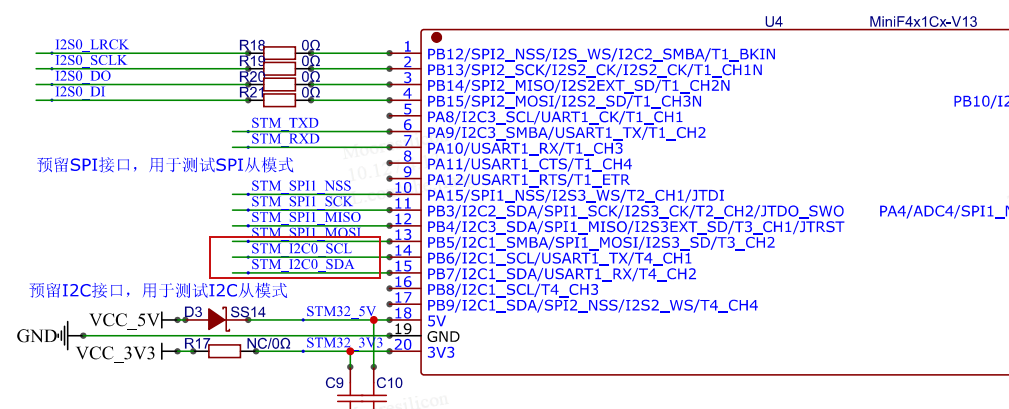 U4 MiniF4x1Cx-V13
I2S0_LRCK R18 0Ω 1 PB12/SPI2_NSS/I2S_WS/I2C2_SMBA/T1_BKIN
I2S0_SCLK R19 0Ω 2 PB13/SPI2_SCK/I2S2_CK/I2S2_CK/T1_CH1N
I2S0_DO R20 0Ω 3 PB14/SPI2_MISO/I2S2EXT_SD/T1_CH2N
I2S0_DI R21 0Ω 4 PB15/SPI2_MOSI/I2S2_SD/T1_CH3N PB10/I2
5 PA8/I2C3_SCL/UART1_CK/T1_CH1
STM_TXD 6 PA9/I2C3_SMBA/USART1_TX/T1_CH2
STM_RXD 7 PA10/USART1_RX/T1_CH3
预留SPI接口，用于测试SPI从模式 8 PA11/USART1_CTS/T1_CH4
9 PA12/USART1_RTS/T1_ETR
STM_SPI1_NSS 10 PA15/SPI1_NSS/I2S3_WS/T2_CH1/JTDI
STM_SPI1_SCK 11 PB3/I2C2_SDA/SPI1_SCK/I2S3_CK/T2_CH2/JTDO_SWO PA4/ADC4/SPI1_N
STM_SPI1_MISO 12 PB4/I2C3_SDA/SPI1_MISO/I2S3EXT_SD/T3_CH1/JTRST
STM_SPI1_MOSI 13 PB5/I2C1_SMBA/SPI1_MOSI/I2S3_SD/T3_CH2
STM_I2C0_SCL 14 PB6/I2C1_SCL/USART1_TX/T4_CH1
STM_I2C0_SDA 15 PB7/I2C1_SDA/USART1_RX/T4_CH2
预留I2C接口，用于测试I2C从模式 16 PB8/I2C1_SCL/T4_CH3
17 PB9/I2C1_SDA/SPI2_NSS/I2S2_WS/T4_CH4
VCC_5V D3 SS14 STM32_5V 18 5V
GND 19 GND
VCC_3V3 R17 NC/0Ω STM32_3V3 20 3V3
C9 C10